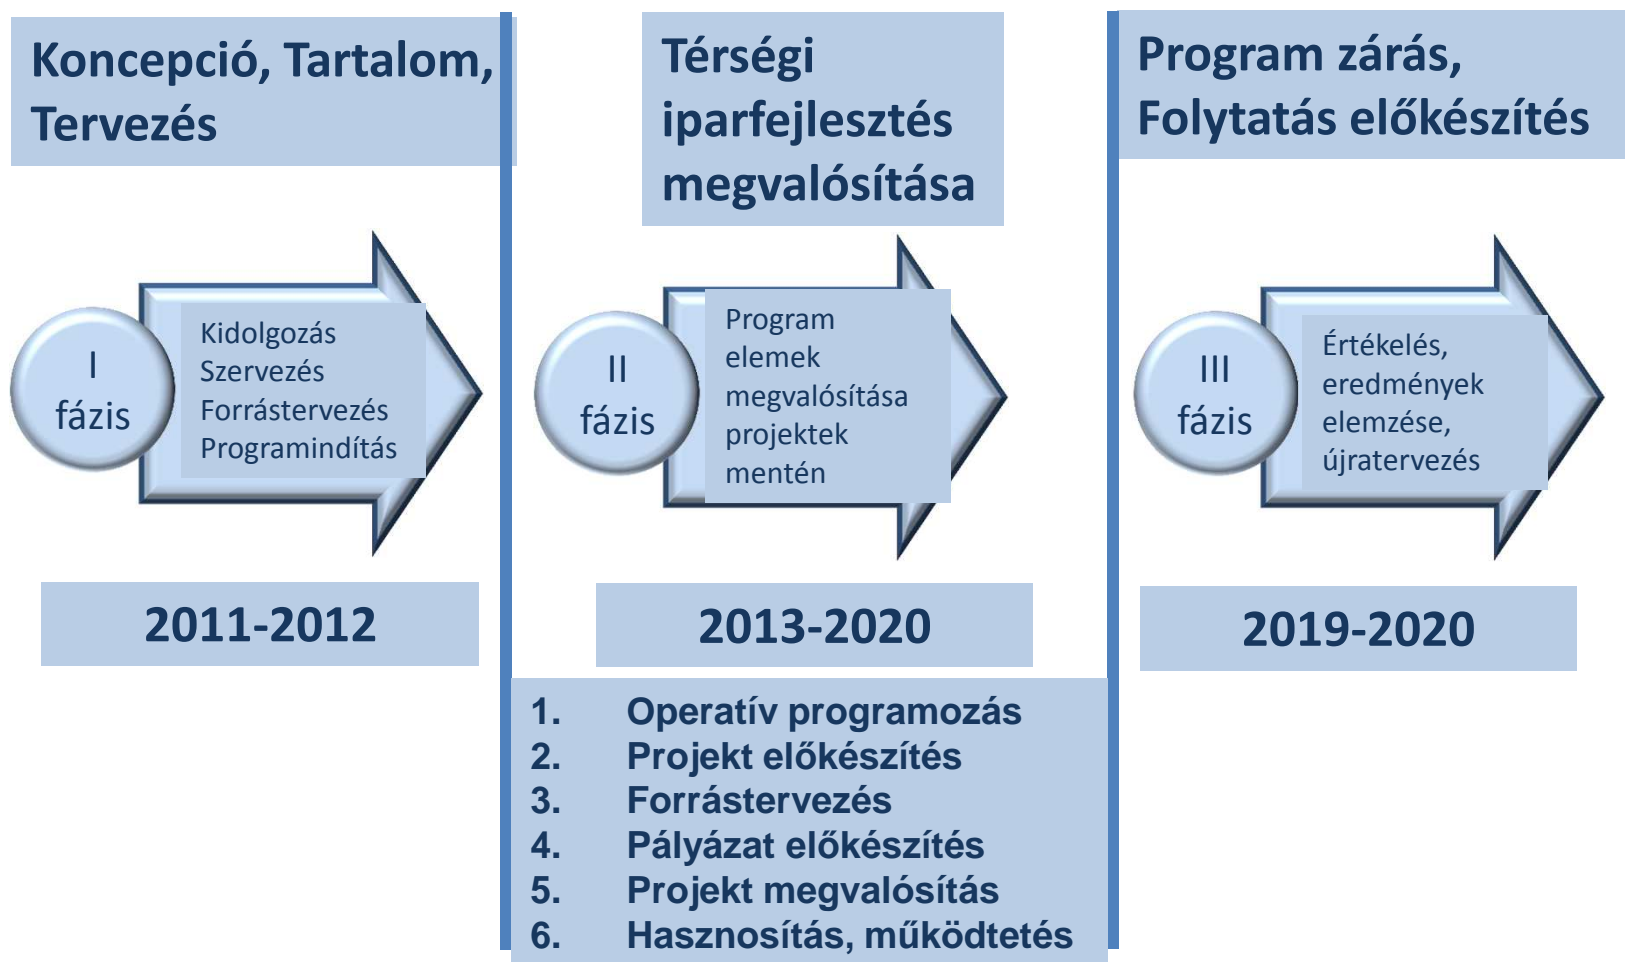 Koncepció, Tartalom,
Tervezés
I
fázis
Kidolgozás
Szervezés
Forrástervezés
Programindítás
2011-2012
Térségi
iparfejlesztés
megvalósítása
II
fázis
Program
elemek
megvalósítása
projektek
mentén
2013-2020
1. Operatív programozás
2. Projekt előkészítés
3. Forrástervezés
4. Pályázat előkészítés
5. Projekt megvalósítás
6. Hasznosítás, működtetés
Program zárás,
Folytatás előkészítés
III
fázis
Értékelés,
eredmények
elemzése,
újratervezés
2019-2020